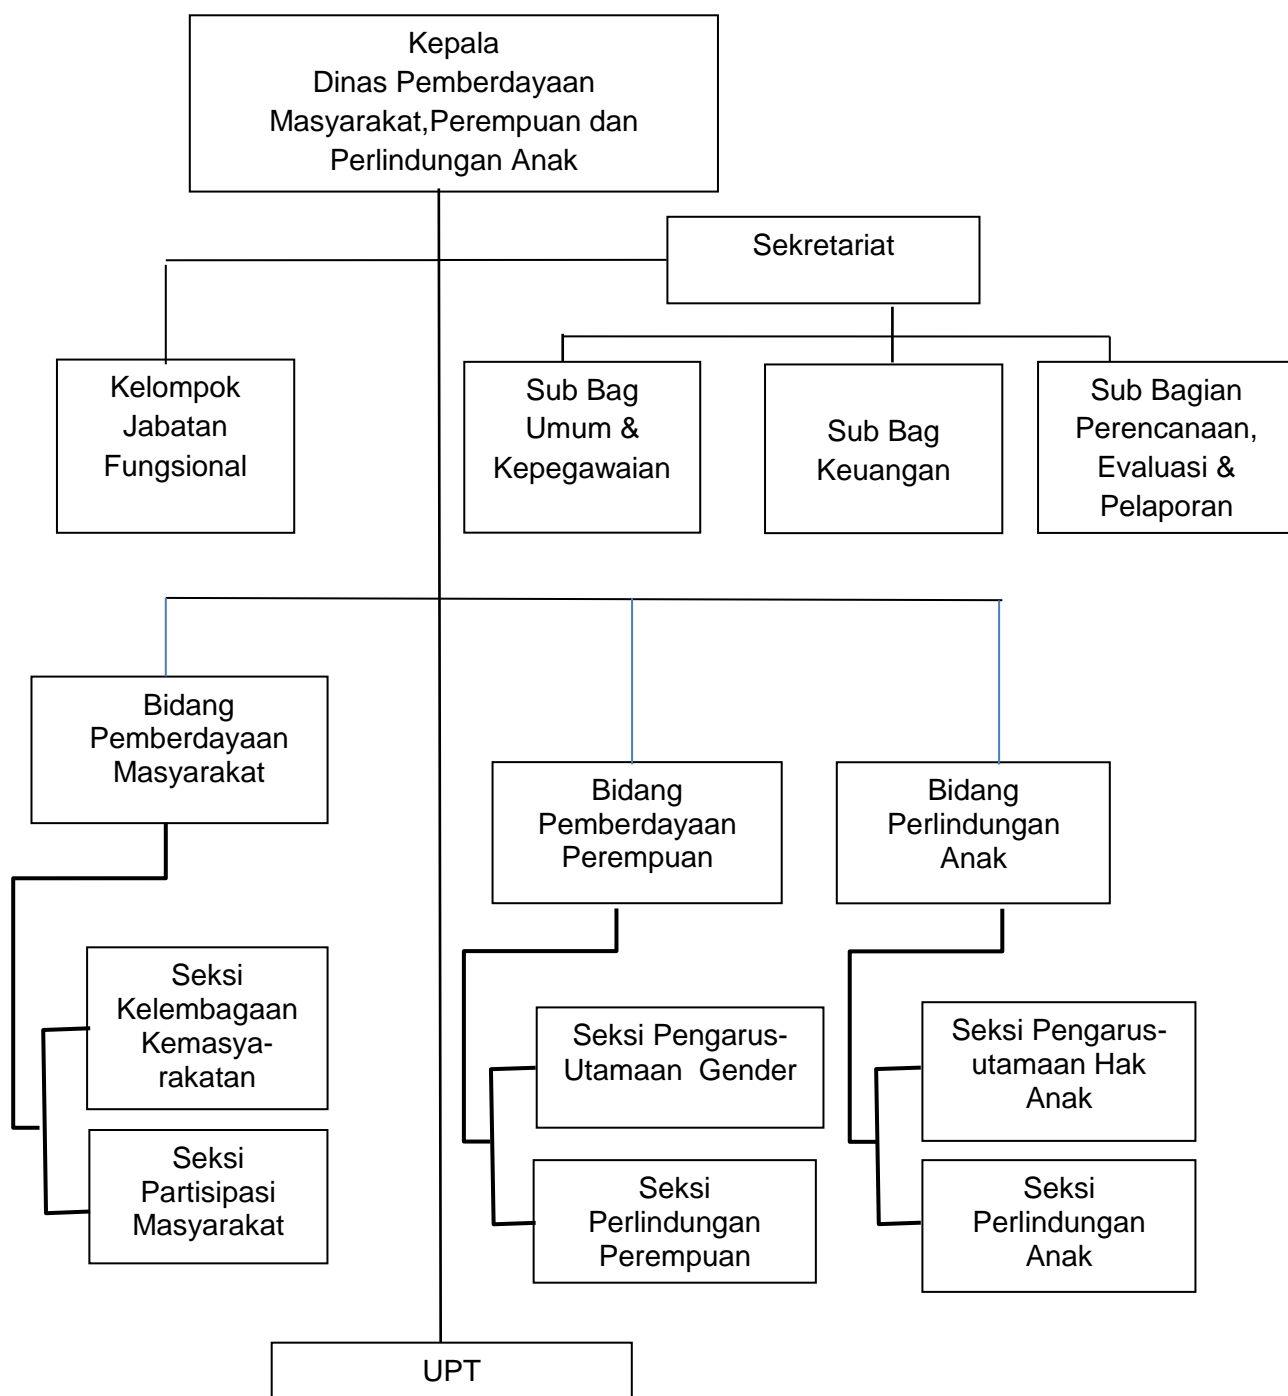 Kepala
Dinas Pemberdayaan
Masyarakat,Perempuan dan
Perlindungan Anak
Sekretariat
Kelompok
Jabatan
Fungsional
Sub Bag
Umum &
Kepegawaian
Sub Bag
Keuangan
Sub Bagian
Perencanaan,
Evaluasi &
Pelaporan
Bidang
Pemberdayaan
Masyarakat
Bidang
Pemberdayaan
Perempuan
Bidang
Perlindungan
Anak
Seksi
Kelembagaan
Kemasya-
rakatan
Seksi
Partisipasi
Masyarakat
Seksi Pengarus-
Utamaan  Gender
Seksi
Perlindungan
Perempuan
Seksi Pengarus-
utamaan Hak
Anak
Seksi
Perlindungan
Anak
UPT